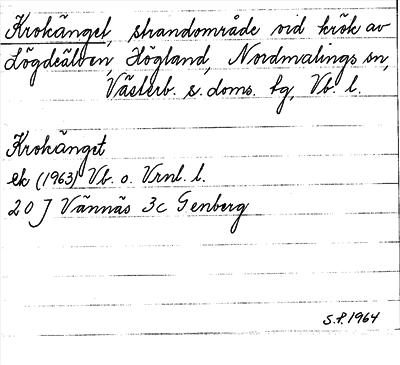 Krokänget, strandområde vid krök av
Lögdeälven, Högland, Nordmalings sn,
Västerb. s. doms. tg, Vb. l.
Krokänget
ek (1963) Vb. o. Vrnl. l.
20 J Vännäs 3c Genberg
S.P. 1964